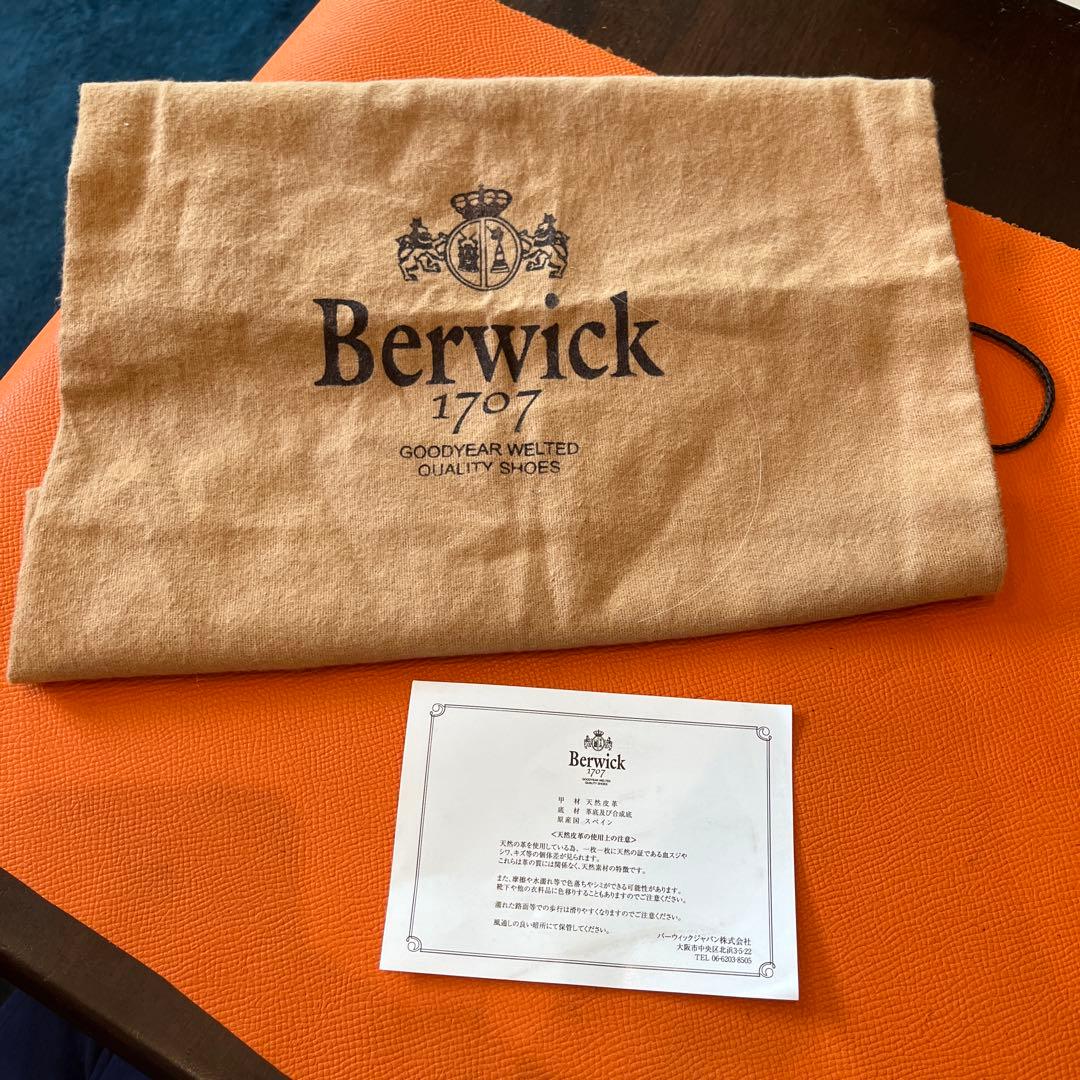 Berwick
1707
GOODYEAR WELTED
QUALITY SHOES
Berwick
1707
GOODYEAR WELTED
QUALITY SHOES
甲 材 天然皮革
底 材 革底及び合成底
原産国 スペイン
<天然皮革の使用上の注意>
天然の革を使用している為、一枚一枚に天然の証である血スジや
シワ、キズ等の個体差が見られます。
これらは革の質には関係なく、天然素材の特徴です。
また、摩擦や水濡れ等で色落ちやシミができる可能性があります。
靴下や他の衣料品に色移りすることもありますのでご注意ください。
濡れた路面等での歩行は滑りやすくなりますのでご注意ください。
風通しの良い暗所にて保管してください。
バーウィックジャパン株式会社
大阪市中央区北浜3-5-22
TEL 06-6203-8505